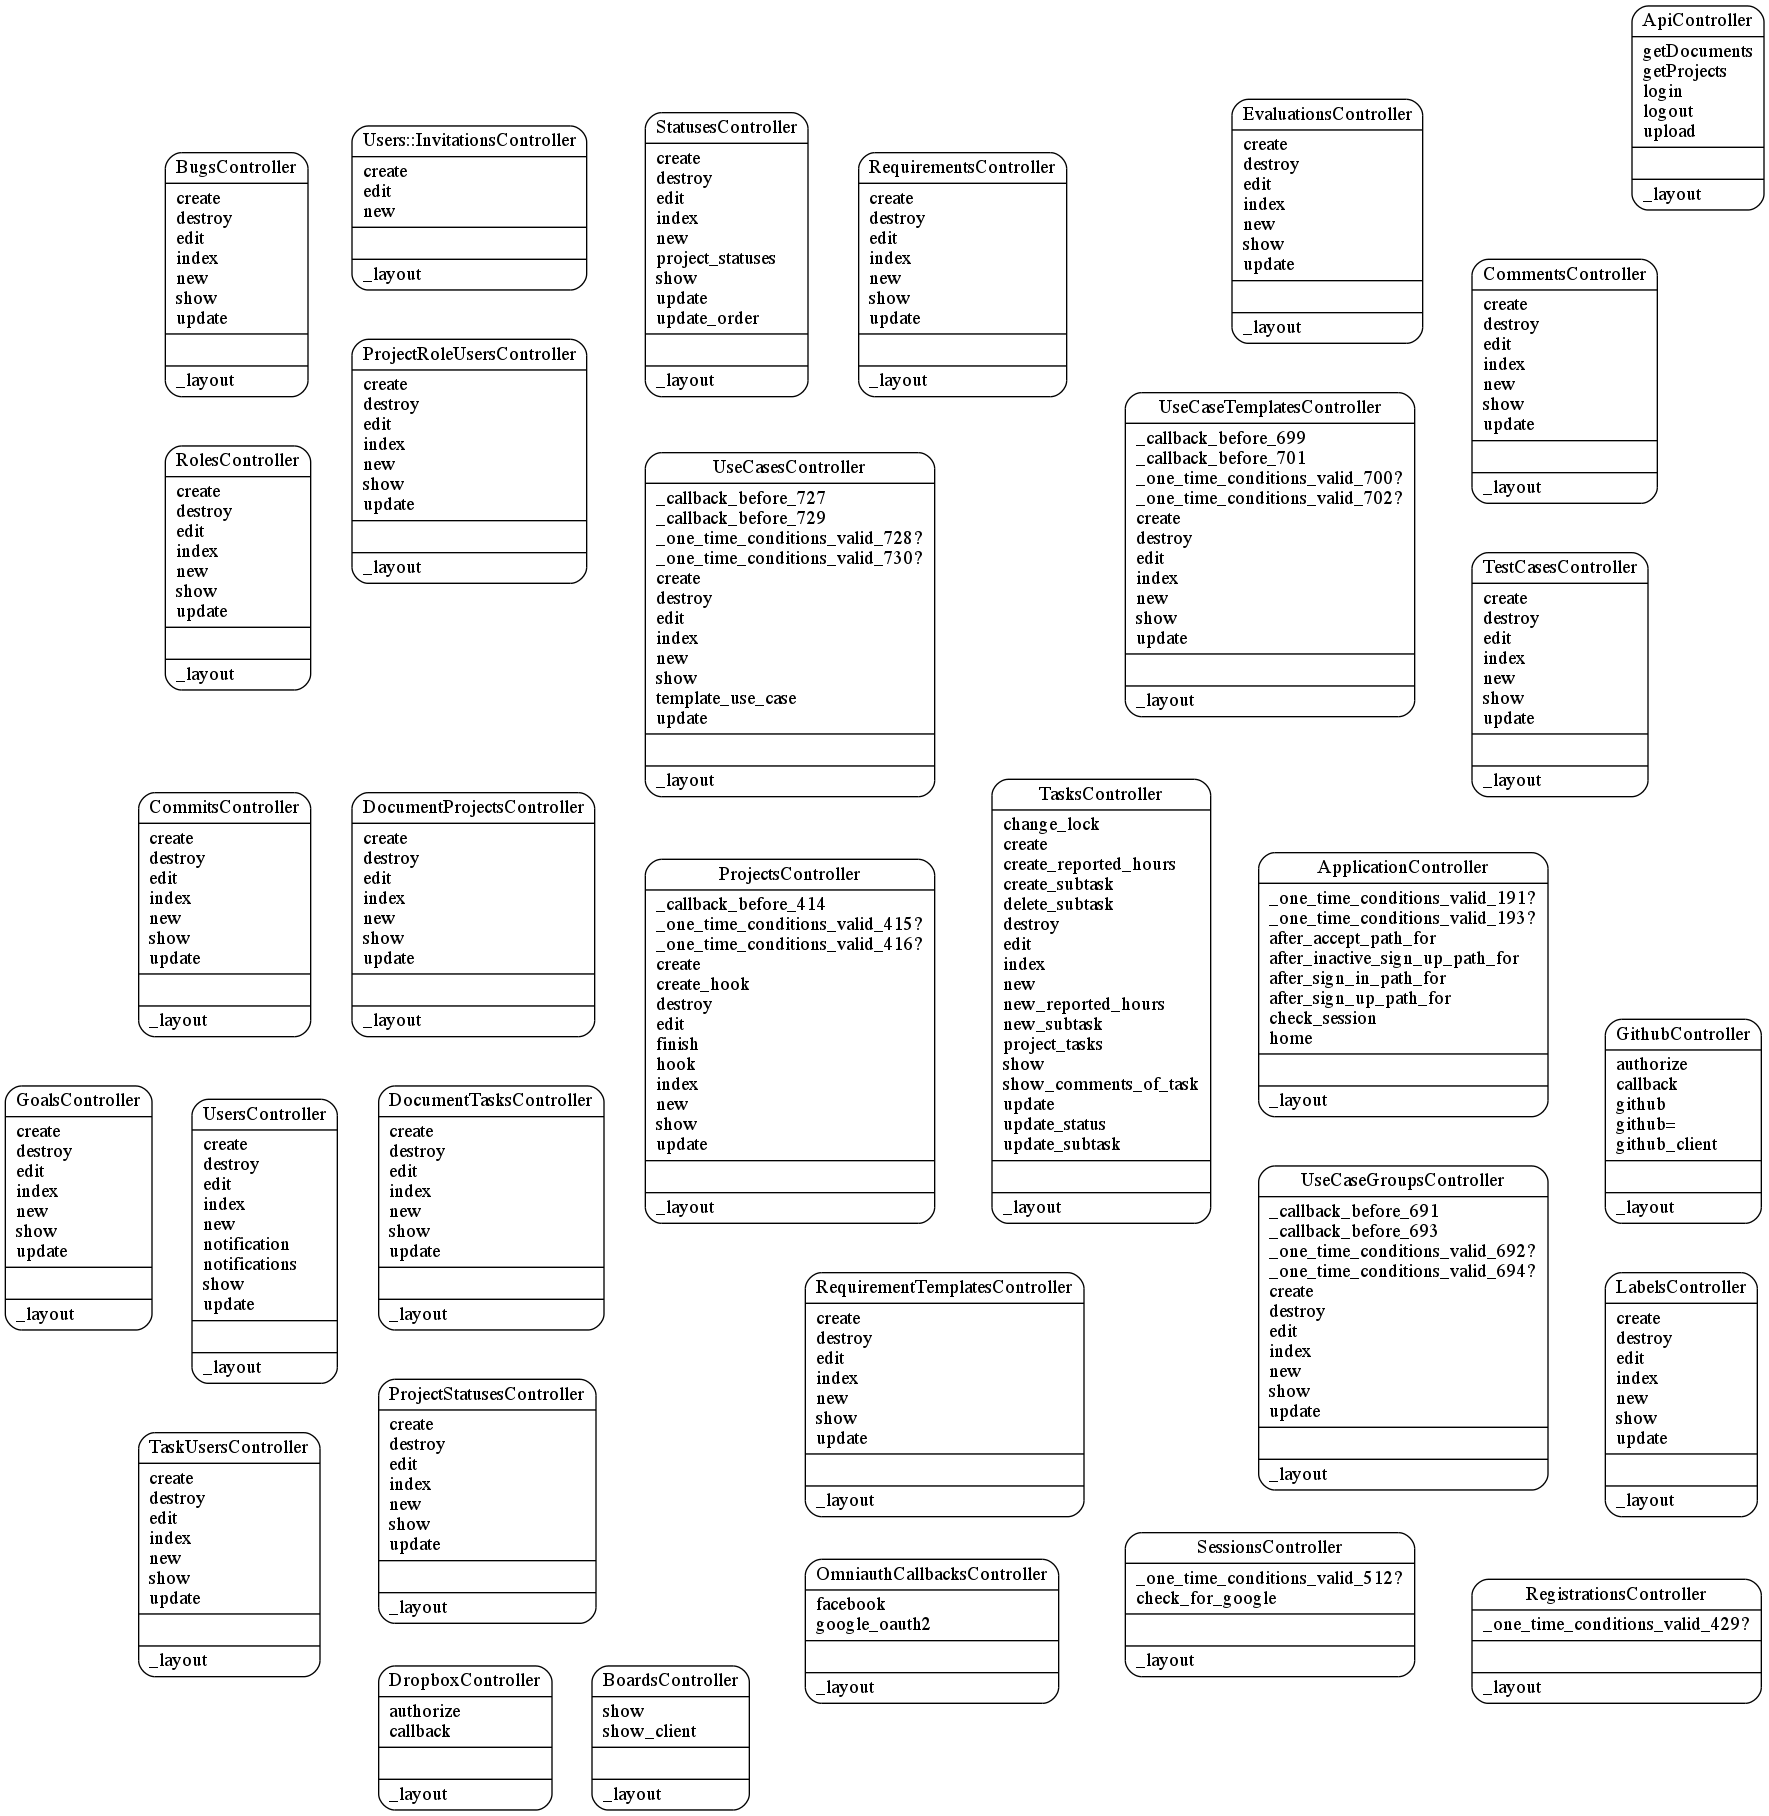 ApiController
getDocuments
getProjects
login
logout
upload
_layout
EvaluationsController
create
destroy
edit
index
new
show
update
_layout
StatusesController
create
destroy
edit
index
new
project_statuses
show
update
update_order
_layout
Users::InvitationsController
create
edit
new
_layout
BugsController
create
destroy
edit
index
new
show
update
_layout
RequirementsController
create
destroy
edit
index
new
show
update
_layout
CommentsController
create
destroy
edit
index
new
show
update
_layout
ProjectRoleUsersController
create
destroy
edit
index
new
show
update
_layout
UseCaseTemplatesController
_callback_before_699
_callback_before_701
_one_time_conditions_valid_700?
_one_time_conditions_valid_702?
create
destroy
edit
index
new
show
update
_layout
RolesController
create
destroy
edit
index
new
show
update
_layout
UseCasesController
_callback_before_727
_callback_before_729
_one_time_conditions_valid_728?
_one_time_conditions_valid_730?
create
destroy
edit
index
new
show
template_use_case
update
_layout
TestCasesController
create
destroy
edit
index
new
show
update
_layout
TasksController
change_lock
create
create_reported_hours
create_subtask
delete_subtask
destroy
edit
index
new
new_reported_hours
new_subtask
project_tasks
show
show_comments_of_task
update
update_status
update_subtask
_layout
CommitsController
create
destroy
edit
index
new
show
update
_layout
DocumentProjectsController
create
destroy
edit
index
new
show
update
_layout
ProjectsController
_callback_before_414
_one_time_conditions_valid_415?
_one_time_conditions_valid_416?
create
create_hook
destroy
edit
finish
hook
index
new
show
update
_layout
ApplicationController
_one_time_conditions_valid_191?
_one_time_conditions_valid_193?
after_accept_path_for
after_inactive_sign_up_path_for
after_sign_in_path_for
after_sign_up_path_for
check_session
home
_layout
GithubController
authorize
callback
github
github=
github_client
_layout
GoalsController
create
destroy
edit
index
new
show
update
_layout
UsersController
create
destroy
edit
index
new
notification
notifications
show
update
_layout
DocumentTasksController
create
destroy
edit
index
new
show
update
_layout
UseCaseGroupsController
_callback_before_691
_callback_before_693
_one_time_conditions_valid_692?
_one_time_conditions_valid_694?
create
destroy
edit
index
new
show
update
_layout
RequirementTemplatesController
create
destroy
edit
index
new
show
update
_layout
LabelsController
create
destroy
edit
index
new
show
update
_layout
ProjectStatusesController
create
destroy
edit
index
new
show
update
_layout
TaskUsersController
create
destroy
edit
index
new
show
update
_layout
SessionsController
_one_time_conditions_valid_512?
check_for_google
_layout
OmniauthCallbacksController
facebook
google_oauth2
_layout
RegistrationsController
_one_time_conditions_valid_429?
_layout
DropboxController
authorize
callback
_layout
BoardsController
show
show_client
_layout